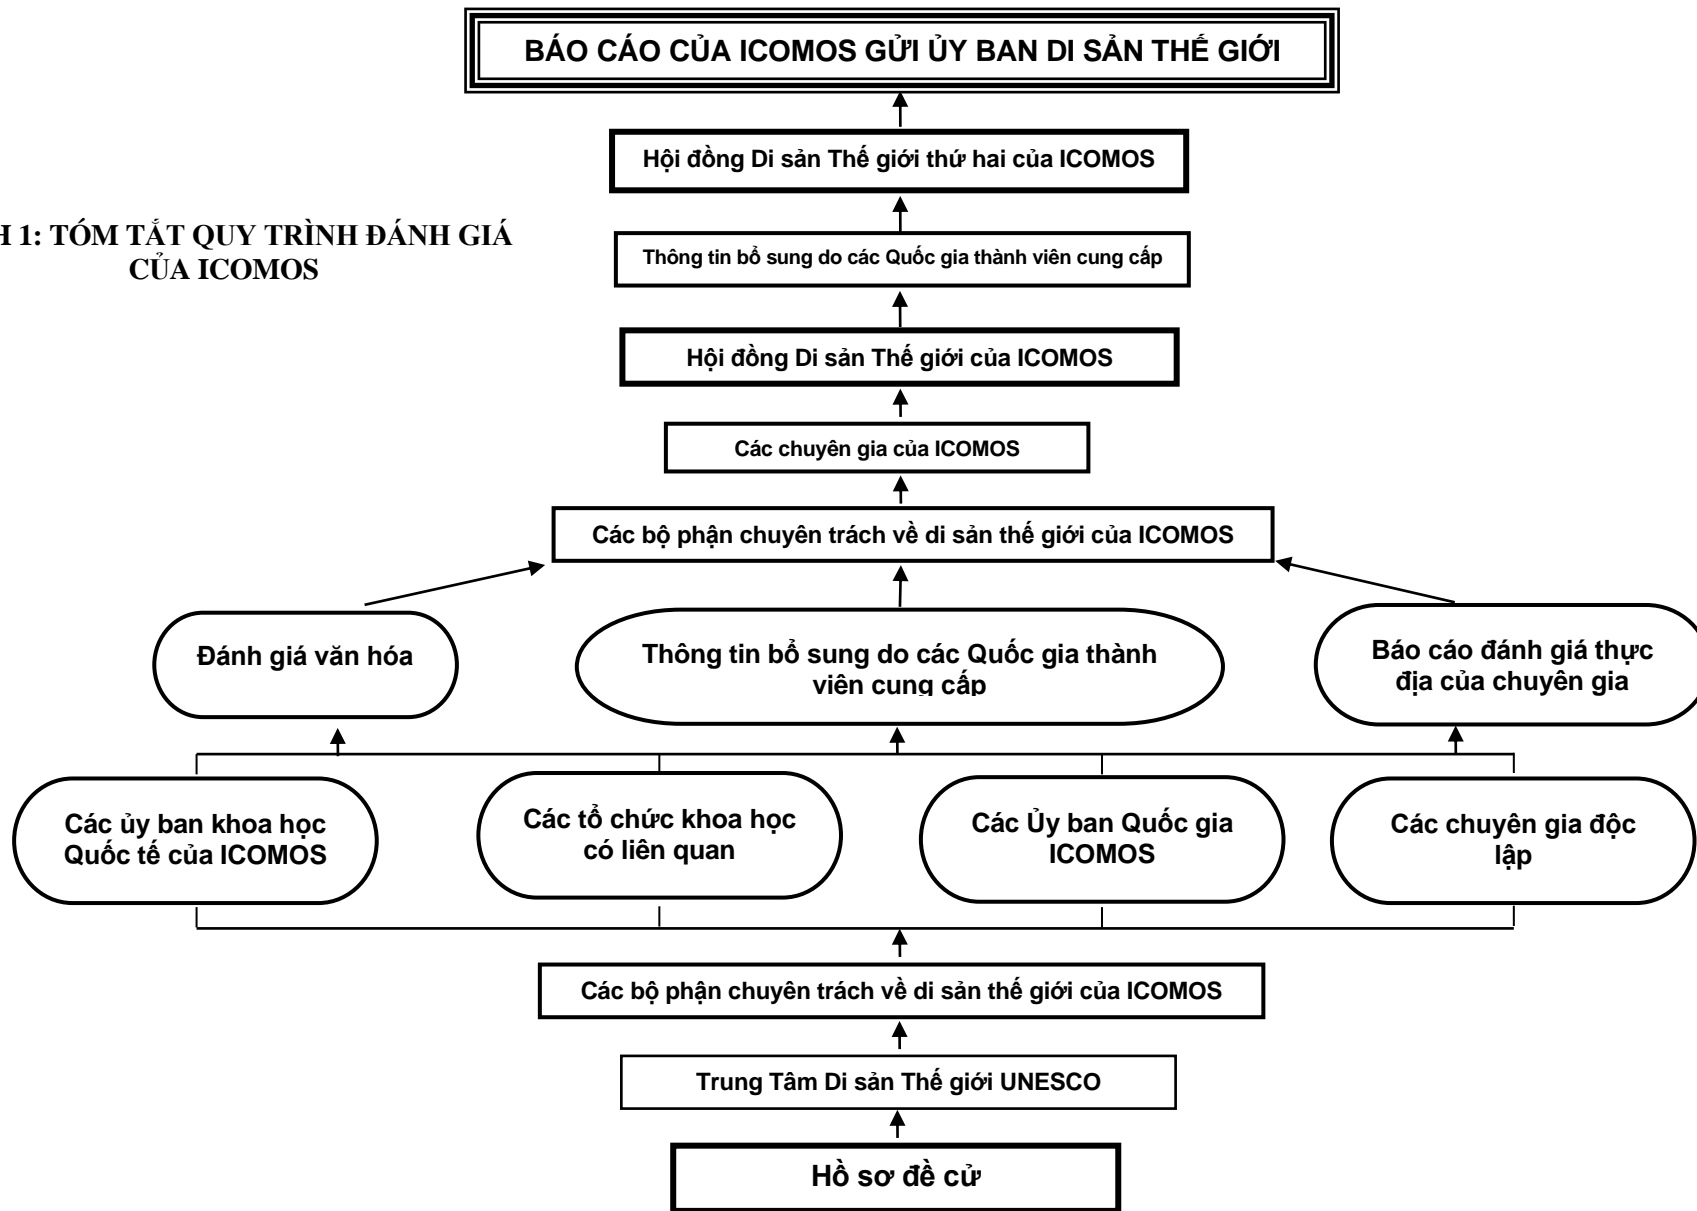 BÁO CÁO CỦA ICOMOS GỬI ỦY BAN DI SẢN THẾ GIỚI
Hội đồng Di sản Thế giới thứ hai của ICOMOS
H 1: TÓM TẮT QUY TRÌNH ĐÁNH GIÁ
CỦA ICOMOS
Thông tin bổ sung do các Quốc gia thành viên cung cấp
Hội đồng Di sản Thế giới của ICOMOS
Các chuyên gia của ICOMOS
Các bộ phận chuyên trách về di sản thế giới của ICOMOS
Đánh giá văn hóa
Thông tin bổ sung do các Quốc gia thành
viên cung cấp
Báo cáo đánh giá thực
địa của chuyên gia
Các ủy ban khoa học
Quốc tế của ICOMOS
Các tổ chức khoa học
có liên quan
Các Ủy ban Quốc gia
ICOMOS
Các chuyên gia độc
lập
Các bộ phận chuyên trách về di sản thế giới của ICOMOS
Trung Tâm Di sản Thế giới UNESCO
Hồ sơ đề cử